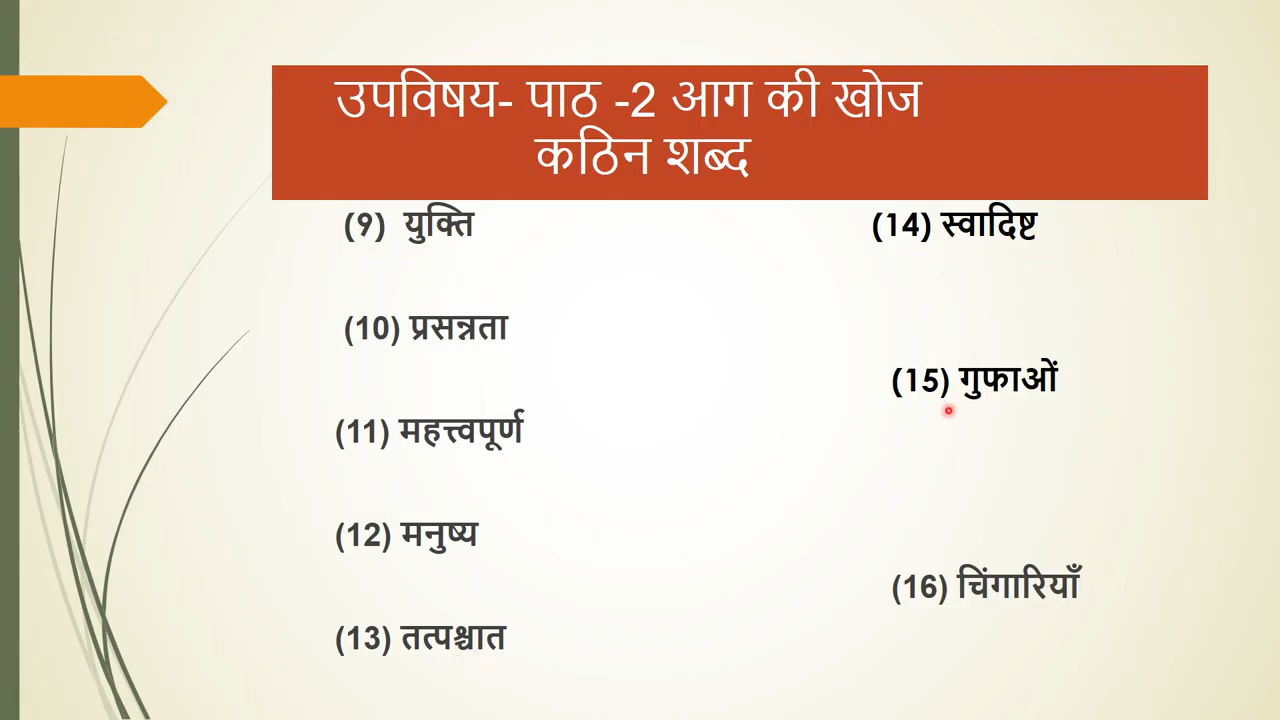 उपविषय- पाठ -2 आग की खोज
कठिन शब्द
(9) युक्ति
(10) प्रसन्नता
(11) महत्त्वपूर्ण
(12) मनुष्य
(13) तत्पश्चात
(14) स्वादिष्ट
(15) गुफाओं
(16) चिंगारियाँ